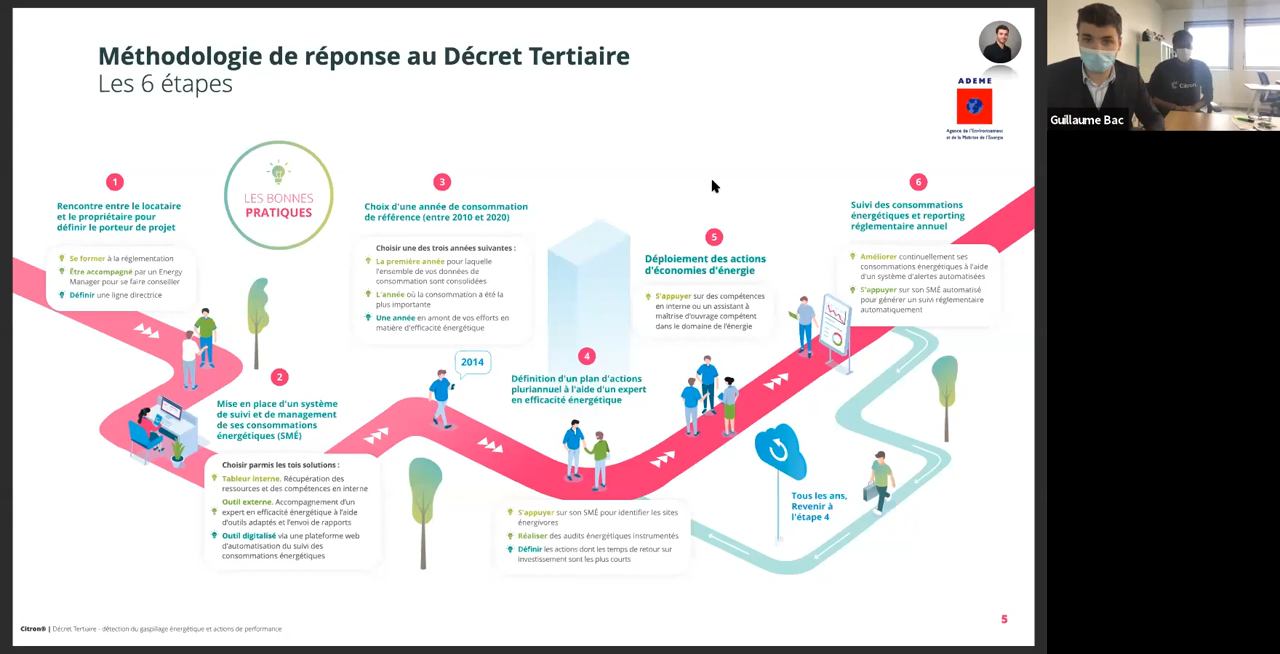 Méthodologie de réponse au Décret Tertiaire
Les 6 étapes
ADEME
Agence de l'Environnement
et de la Maîtrise de l'Energie
Guillaume Bac
Citron
LES BONNES
PRATIQUES
1
Rencontre entre le locataire
et le propriétaire pour
définir le porteur de projet
Se former à la réglementation
Être accompagné par un Energy
Manager pour se faire conseiller
Définir une ligne directrice
2
Mise en place d'un système
de suivi et de management
de ses consommations
énergétiques (SMÉ)
Choisir parmis les tois solutions :
Tableur interne. Récupération des
ressources et des compétences en interne
Outil externe. Accompagnement d'un
expert en efficacité énergétique à l'aide
d'outils adaptés et l'envoi de rapports
Outil digitalisé via une plateforme web
d'automatisation du suivi des
consommations énergétiques
3
Choix d'une année de consommation
de référence (entre 2010 et 2020)
Choisir une des trois années suivantes :
La première année pour laquelle
l'ensemble de vos données de
consommation sont consolidées
L'année où la consommation a été la
plus importante
Une année en amont de vos efforts en
matière d'efficacité énergétique
2014
4
Définition d'un plan d'actions
pluriannuel à l'aide d'un expert
en efficacité énergétique
S'appuyer sur son SMÉ pour identifier les sites
énergivores
Réaliser des audits énergétiques instrumentés
Définir les actions dont les temps de retour sur
investissement sont les plus courts
5
Déploiement des actions
d'économies d'énergie
S'appuyer sur des compétences
en interne ou un assistant à
maîtrise d'ouvrage compétent
dans le domaine de l'énergie
6
Suivi des consommations
énergétiques et reporting
réglementaire annuel
Améliorer continuellement ses
consommations énergétiques à l'aide
d'un système d'alertes automatisées
S'appuyer sur son SMÉ automatisé
pour générer un suivi réglementaire
automatiquement
Tous les ans,
Revenir à
l'étape 4
Citron® | Décret Tertiaire - détection du gaspillage énergétique et actions de performance
5